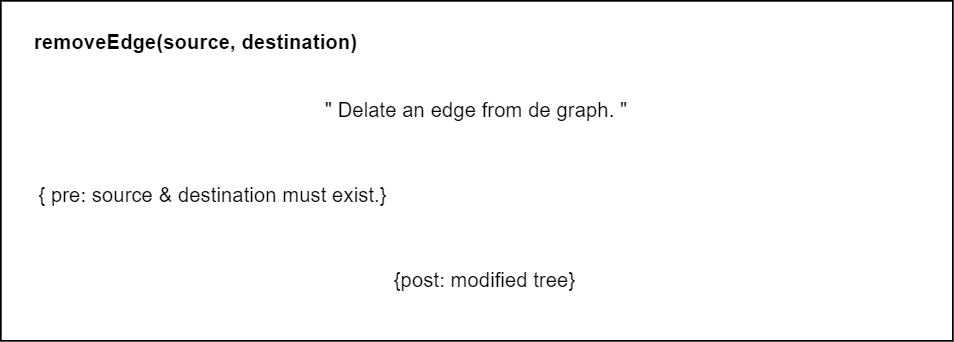 removeEdge(source, destination)
" Delate an edge from de graph. "
{ pre: source & destination must exist.}
{post: modified tree}